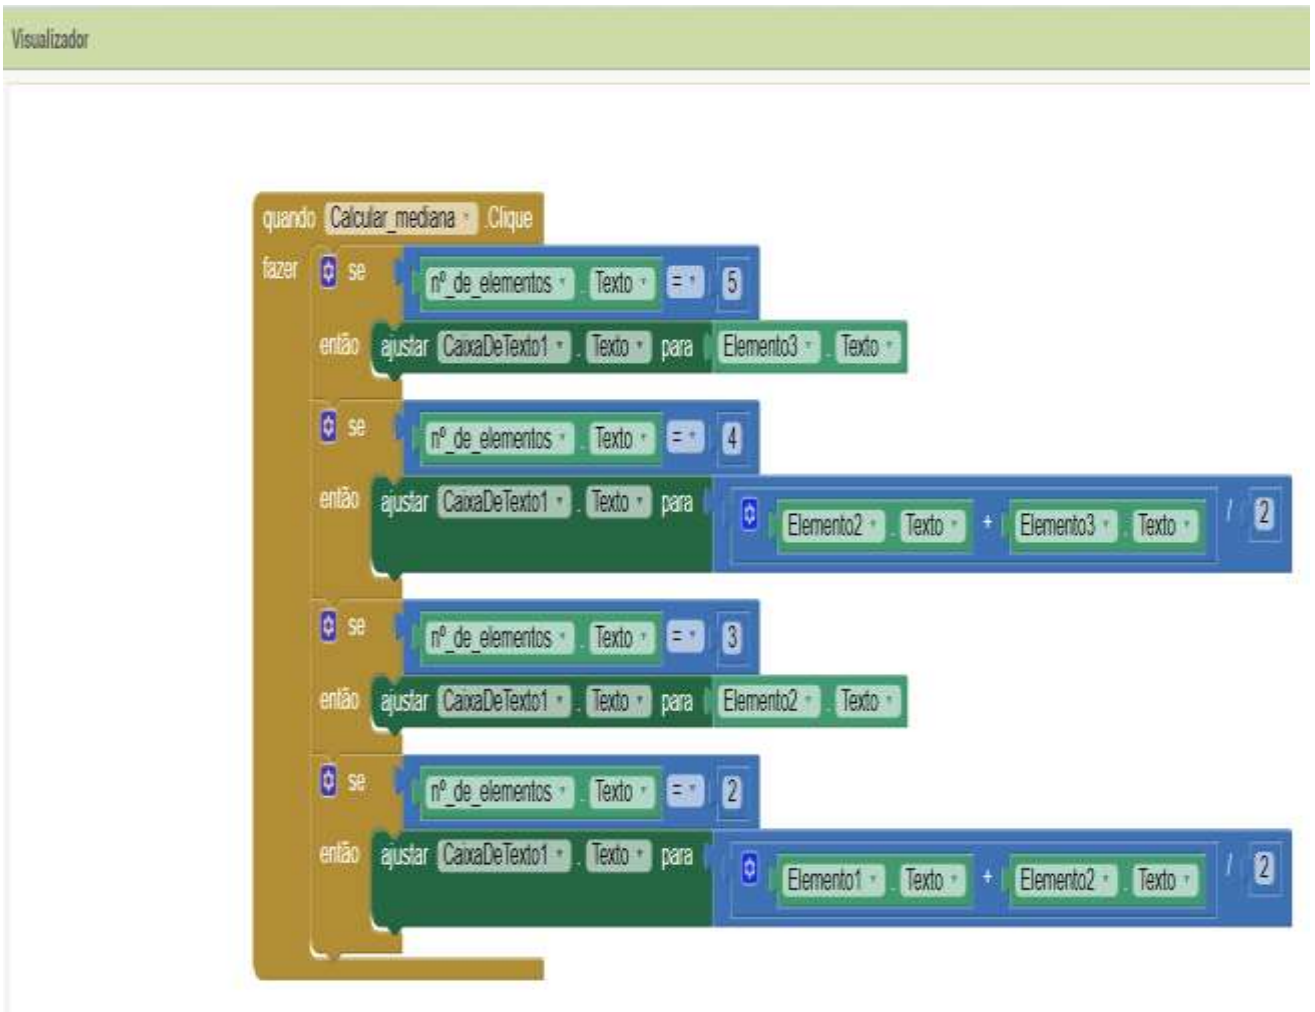 Visualizador
quando Calcular_mediana .Clique
fazer se nº_de_elementos . Texto = 5
então ajustar CaixaDeTexto1 . Texto para Elemento3 . Texto
se nº_de_elementos . Texto = 4
então ajustar CaixaDeTexto1 . Texto para Elemento2 . Texto + Elemento3 . Texto / 2
se nº_de_elementos . Texto = 3
então ajustar CaixaDeTexto1 . Texto para Elemento2 . Texto
se nº_de_elementos . Texto = 2
então ajustar CaixaDeTexto1 . Texto para Elemento1 . Texto + Elemento2 . Texto / 2